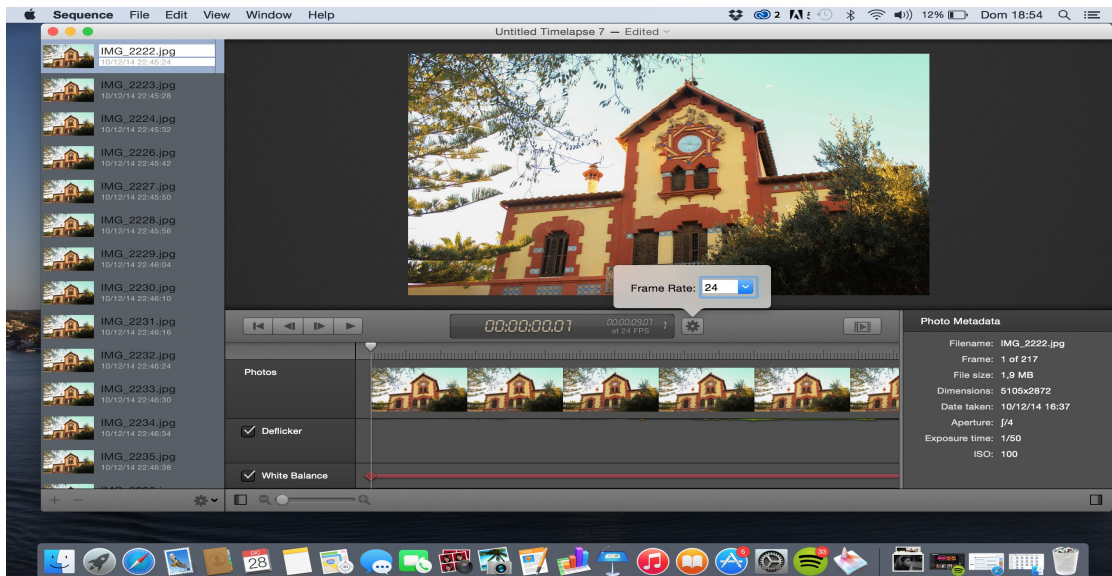 Sequence File Edit View Window Help
2
12%
Dom 18:54
Untitled Timelapse 7 — Edited
IMG_2222.jpg
10/12/14 22:45:24
IMG_2223.jpg
10/12/14 22:45:28
IMG_2224.jpg
10/12/14 22:45:32
IMG_2226.jpg
10/12/14 22:45:42
IMG_2227.jpg
10/12/14 22:45:50
IMG_2228.jpg
10/12/14 22:45:56
IMG_2229.jpg
10/12/14 22:46:04
IMG_2230.jpg
10/12/14 22:46:10
IMG_2231.jpg
10/12/14 22:46:16
IMG_2232.jpg
10/12/14 22:46:24
IMG_2233.jpg
10/12/14 22:46:30
IMG_2234.jpg
10/12/14 22:46:34
IMG_2235.jpg
10/12/14 22:46:38
Frame Rate: 24
00:00:00.01
00:00:09.01
at 24 FPS
1
Photos
Deflicker
White Balance
Photo Metadata
Filename: IMG_2222.jpg
Frame: 1 of 217
File size: 1,9 MB
Dimensions: 5105x2872
Date taken: 10/12/14 16:37
Aperture: ƒ/4
Exposure time: 1/50
ISO: 100
28
5
33